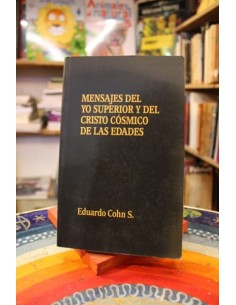 MENSAJES DEL
YO SUPERIOR Y DEL
CRISTO CÓSMICO
DE LAS EDADES
Eduardo Cohn S.